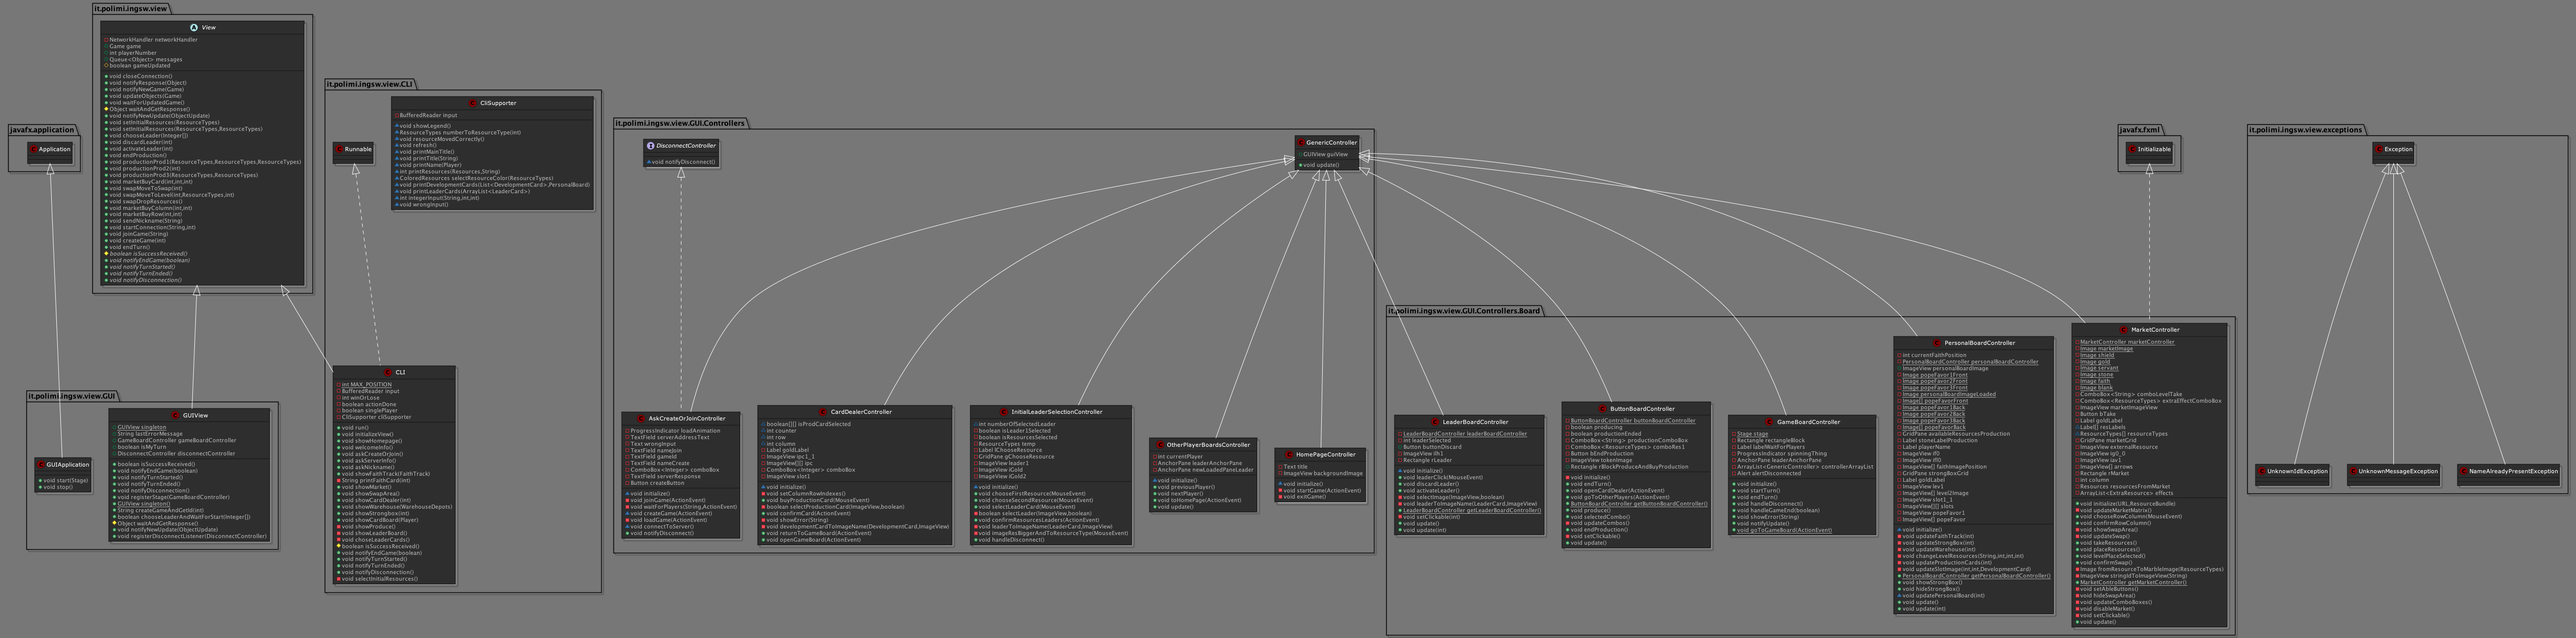 it.polimi.ingsw.view
View
NetworkHandler networkHandler
Game game
int playerNumber
Queue<Object> messages
boolean gameUpdated
void closeConnection()
void notifyResponse(Object)
void notifyNewGame(Game)
void updateObjects(Game)
void waitForUpdatedGame()
Object waitAndGetResponse()
void notifyNewUpdate(ObjectUpdate)
void setInitialResources(ResourceTypes)
void setInitialResources(ResourceTypes,ResourceTypes)
void chooseLeader(Integer[])
void discardLeader(int)
void activateLeader(int)
void endProduction()
void productionProd1(ResourceTypes,ResourceTypes,ResourceTypes)
void productionProd2(int)
void productionProd3(ResourceTypes,ResourceTypes)
void marketBuyCard(int,int,int)
void swapMoveToSwap(int)
void swapMoveToLevel(int,ResourceTypes,int)
void swapDropResources()
void marketBuyColumn(int,int)
void marketBuyRow(int,int)
void sendNickname(String)
void startConnection(String,int)
void joinGame(String)
void createGame(int)
void endTurn()
boolean isSuccessReceived()
void notifyEndGame(boolean)
void notifyTurnStarted()
void notifyTurnEnded()
void notifyDisconnection()
javafx.application
Application
it.polimi.ingsw.view.GUI
GUIApplication
void start(Stage)
void stop()
GUIView
GUIView singleton
String lastErrorMessage
GameBoardController gameBoardController
boolean isMyTurn
DisconnectController disconnectController
boolean isSuccessReceived()
void notifyEndGame(boolean)
void notifyTurnStarted()
void notifyTurnEnded()
void notifyDisconnection()
void registerStage(GameBoardController)
GUIView singleton()
String createGameAndGetId(int)
boolean chooseLeaderAndWaitForStart(Integer[])
Object waitAndGetResponse()
void notifyNewUpdate(ObjectUpdate)
void registerDisconnectListener(DisconnectController)
it.polimi.ingsw.view.CLI
CliSupporter
BufferedReader input
void showLegend()
ResourceTypes numberToResourceType(int)
void resourceMovedCorrectly()
void refresh()
void printMainTitle()
void printTitle(String)
void printName(Player)
int printResources(Resources,String)
ColoredResources selectResourceColor(ResourceTypes)
void printDevelopmentCards(List<DevelopmentCard>,PersonalBoard)
void printLeaderCards(ArrayList<LeaderCard>)
int integerInput(String,int,int)
void wrongInput()
Runnable
CLI
int MAX_POSITION
BufferedReader input
int winOrLose
boolean actionDone
boolean singlePlayer
CliSupporter cliSupporter
void run()
void initializeView()
void showHomepage()
void welcomeInfo()
void askCreateOrJoin()
void askServerInfo()
void askNickname()
void showFaithTrack(FaithTrack)
String printFaithCard(int)
void showMarket()
void showSwapArea()
void showCardDealer(int)
void showWarehouse(WarehouseDepots)
void showStrongbox(int)
void showCardBoard(Player)
void showProduce()
void showLeaderBoard()
void choseLeaderCards()
boolean isSuccessReceived()
void notifyEndGame(boolean)
void notifyTurnStarted()
void notifyTurnEnded()
void notifyDisconnection()
void selectInitialResources()
it.polimi.ingsw.view.GUI.Controllers
DisconnectController
void notifyDisconnect()
GenericController
GUIView guiView
void update()
AskCreateOrJoinController
ProgressIndicator loadAnimation
TextField serverAddressText
Text wrongInput
TextField nameJoin
TextField gameId
TextField nameCreate
ComboBox<Integer> comboBox
TextField serverResponse
Button createButton
void initialize()
void joinGame(ActionEvent)
void waitForPlayers(String,ActionEvent)
void createGame(ActionEvent)
void loadGame(ActionEvent)
void connectToServer()
void notifyDisconnect()
CardDealerController
boolean[][] isProdCardSelected
int counter
int row
int column
Label goldLabel
ImageView ipc1_1
ImageView[][] ipc
ComboBox<Integer> comboBox
void initialize()
void setColumnRowIndexes()
void buyProductionCard(MouseEvent)
boolean selectProductionCard(ImageView,boolean)
void confirmCard(ActionEvent)
void showError(String)
void developmentCardToImageName(DevelopmentCard,ImageView)
void returnToGameBoard(ActionEvent)
void openGameBoard(ActionEvent)
InitialLeaderSelectionController
int numberOfSelectedLeader
boolean isLeader1Selected
boolean isResourcesSelected
ResourceTypes temp
Label lChooseResource
GridPane gChooseResource
ImageView leader1
ImageView iGold
ImageView iGold2
ImageView slot1
void initialize()
void chooseFirstResource(MouseEvent)
void chooseSecondResource(MouseEvent)
void selectLeaderCard(MouseEvent)
boolean selectLeader(ImageView,boolean)
void confirmResourcesLeaders(ActionEvent)
void leaderToImageName(LeaderCard,ImageView)
void imageResBiggerAndToResourceType(MouseEvent)
void handleDisconnect()
OtherPlayerBoardsController
int currentPlayer
AnchorPane leaderAnchorPane
AnchorPane newLoadedPaneLeader
void initialize()
void previousPlayer()
void nextPlayer()
void toHomePage(ActionEvent)
void update()
HomePageController
Text title
ImageView backgroundImage
void initialize()
void startGame(ActionEvent)
void exitGame()
it.polimi.ingsw.view.GUI.Controllers.Board
LeaderBoardController
LeaderBoardController leaderBoardController
int leaderSelected
Button buttonDiscard
ImageView ilh1
Rectangle rLeader
void initialize()
void leaderClick(MouseEvent)
void discardLeader()
void activateLeader()
void selectImage(ImageView,boolean)
void leaderToImageName(LeaderCard,ImageView)
LeaderBoardController getLeaderBoardController()
void setClickable(int)
void update()
void update(int)
ButtonBoardController
ButtonBoardController buttonBoardController
boolean producing
boolean productionEnded
ComboBox<String> productionComboBox
ComboBox<ResourceTypes> comboRes1
Button bEndProduction
ImageView tokenImage
Rectangle rBlockProduceAndBuyProduction
void initialize()
void endTurn()
void openCardDealer(ActionEvent)
void goToOtherPlayers(ActionEvent)
void produce()
void selectedCombo()
ButtonBoardController getButtonBoardController()
void updateCombos()
void endProduction()
void setClickable()
void update()
GameBoardController
Stage stage
Rectangle rectangleBlock
Label playerName
ProgressIndicator spinningThing
AnchorPane leaderAnchorPane
ArrayList<GenericController> controllerArrayList
Label labelWaitForPlayers
Alert alertDisconnected
void initialize()
void startTurn()
void endTurn()
void handleDisconnect()
void handleGameEnd(boolean)
void showError(String)
void notifyUpdate()
void goToGameBoard(ActionEvent)
PersonalBoardController
int currentFaithPosition
PersonalBoardController personalBoardController
ImageView personalBoardImage
Image popeFavor1Front
Image popeFavor2Front
Image popeFavor3Front
Image personalBoardImageLoaded
Image[] popeFavorFront
Image popeFavor1Back
Image popeFavor2Back
Image popeFavor3Back
Image[] popeFavorBack
GridPane availableResourcesProduction
Label stoneLabelProduction
ImageView if0
ImageView ifl0
ImageView[] faithImagePosition
GridPane strongBoxGrid
Label goldLabel
ImageView lev1
ImageView[] level2Image
ImageView slot1_1
ImageView[][] slots
ImageView popeFavor1
ImageView[] popeFavor
void initialize()
void updateFaithTrack(int)
void updateStrongBox(int)
void updateWarehouse(int)
void updateProductionCards(int)
void changeLevelResources(String,int,int,int)
void updateSlotImage(int,int,DevelopmentCard)
PersonalBoardController getPersonalBoardController()
void showStrongBox()
void hideStrongBox()
void updatePersonalBoard(int)
void update()
void update(int)
javafx.fxml
Initializable
MarketController
MarketController marketController
Image marketImage
Image shield
Image gold
Image servant
Image stone
Image faith
Image blank
ComboBox<String> comboLevelTake
ComboBox<ResourceTypes> extraEffectComboBox
ImageView marketImageView
Button bTake
Label goldLabel
Label[] resLabels
ResourceTypes[] resourceTypes
GridPane marketGrid
ImageView externalResource
ImageView ig0_0
ImageView iav1
ImageView[] arrows
Rectangle rMarket
int column
Resources resourcesFromMarket
ArrayList<ExtraResource> effects
void initialize(URL,ResourceBundle)
void updateMarketMatrix()
void chooseRowColumn(MouseEvent)
void confirmRowColumn()
void showSwapArea()
void updateSwap()
void takeResources()
void placeResources()
void levelPlaceSelected()
void confirmSwap()
Image fromResourceToMarbleImage(ResourceTypes)
ImageView stringIdToImageView(String)
MarketController getMarketController()
void setAbleButtons()
void hideSwapArea()
void updateComboBoxes()
void disableMarket()
void setClickable()
void update()
it.polimi.ingsw.view.exceptions
Exception
UnknownIdException
UnknownMessageException
NameAlreadyPresentException